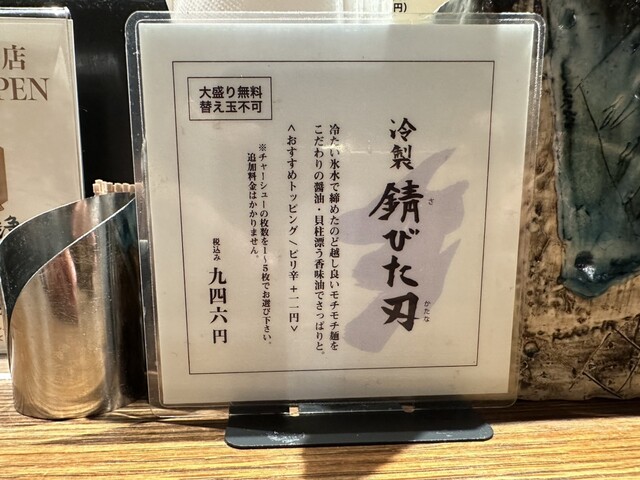 店
PEN
円)
大盛り無料
替え玉不可
冷製
錆びた刃
さ
かたな
冷たい氷水で締めたのど越し良いモチモチ麺を
こだわりの醤油・貝柱漂う香味油でさっぱりと。
<おすすめトッピング\ピリ辛+一一円>
※チャーシューの枚数を1~5枚でお選び下さい。
追加料金はかかりません。
税込み 九四六円